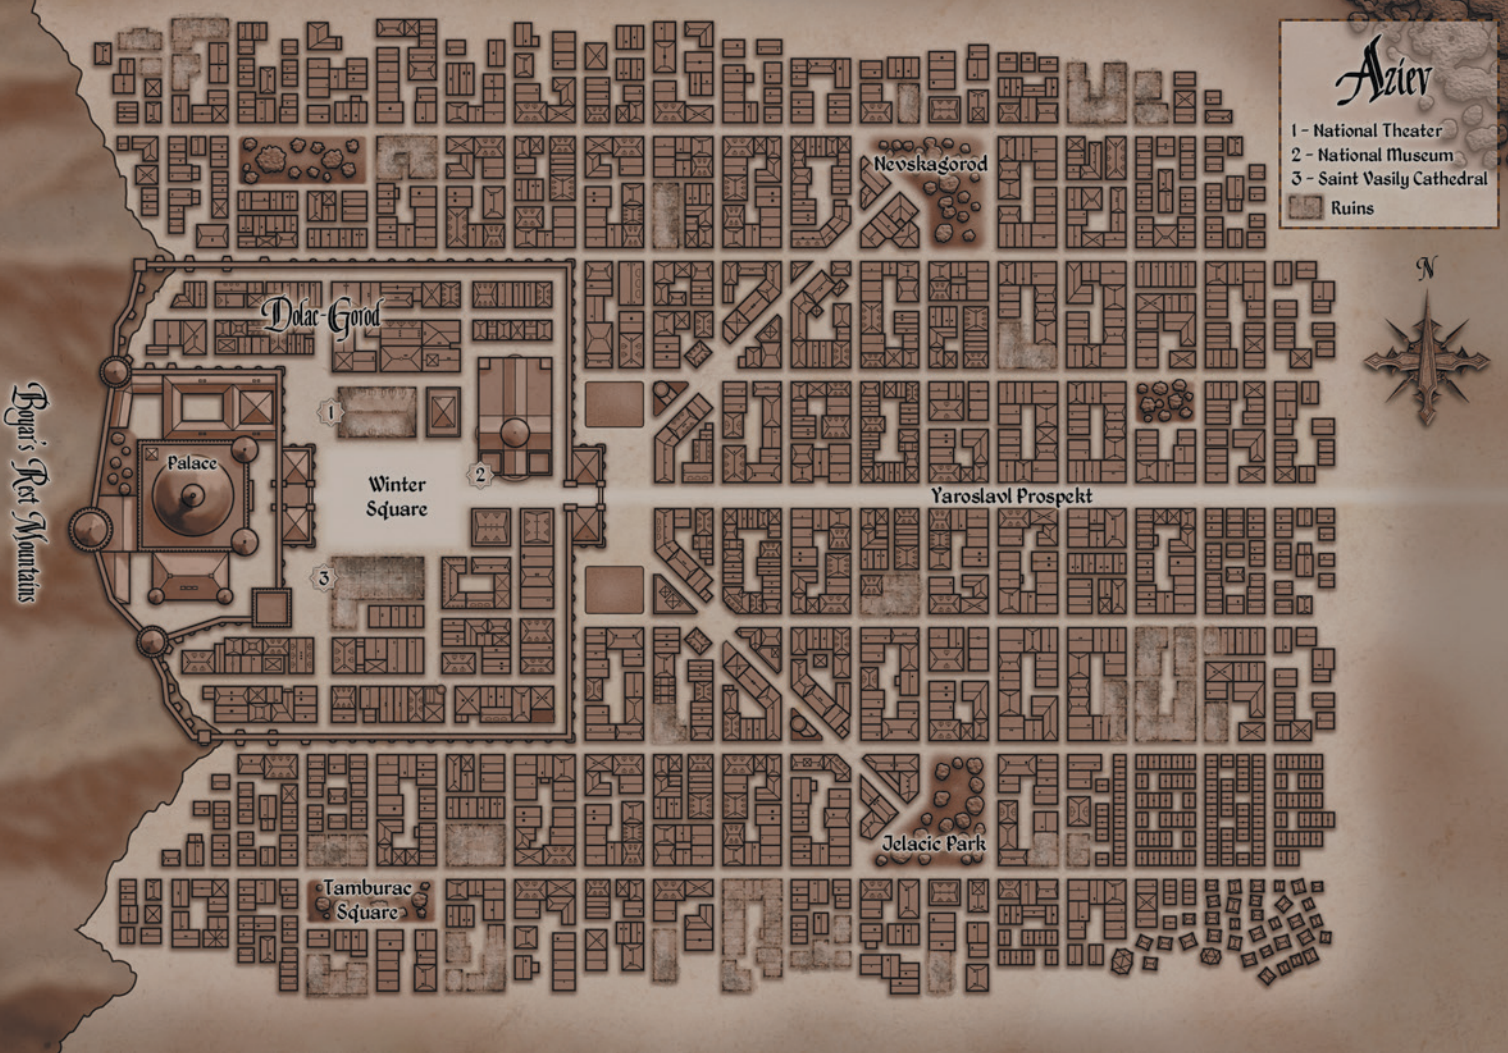 Aziev
1 - National Theater
2 - National Museum
3 - Saint Vasily Cathedral
Ruins
N
Nevskagorod
Dolac-Gorod
1
Palace
2
Winter
Square
Yaroslavl Prospekt
Boyar's Rest Mountains
3
Jelacic Park
Tamburac
Square